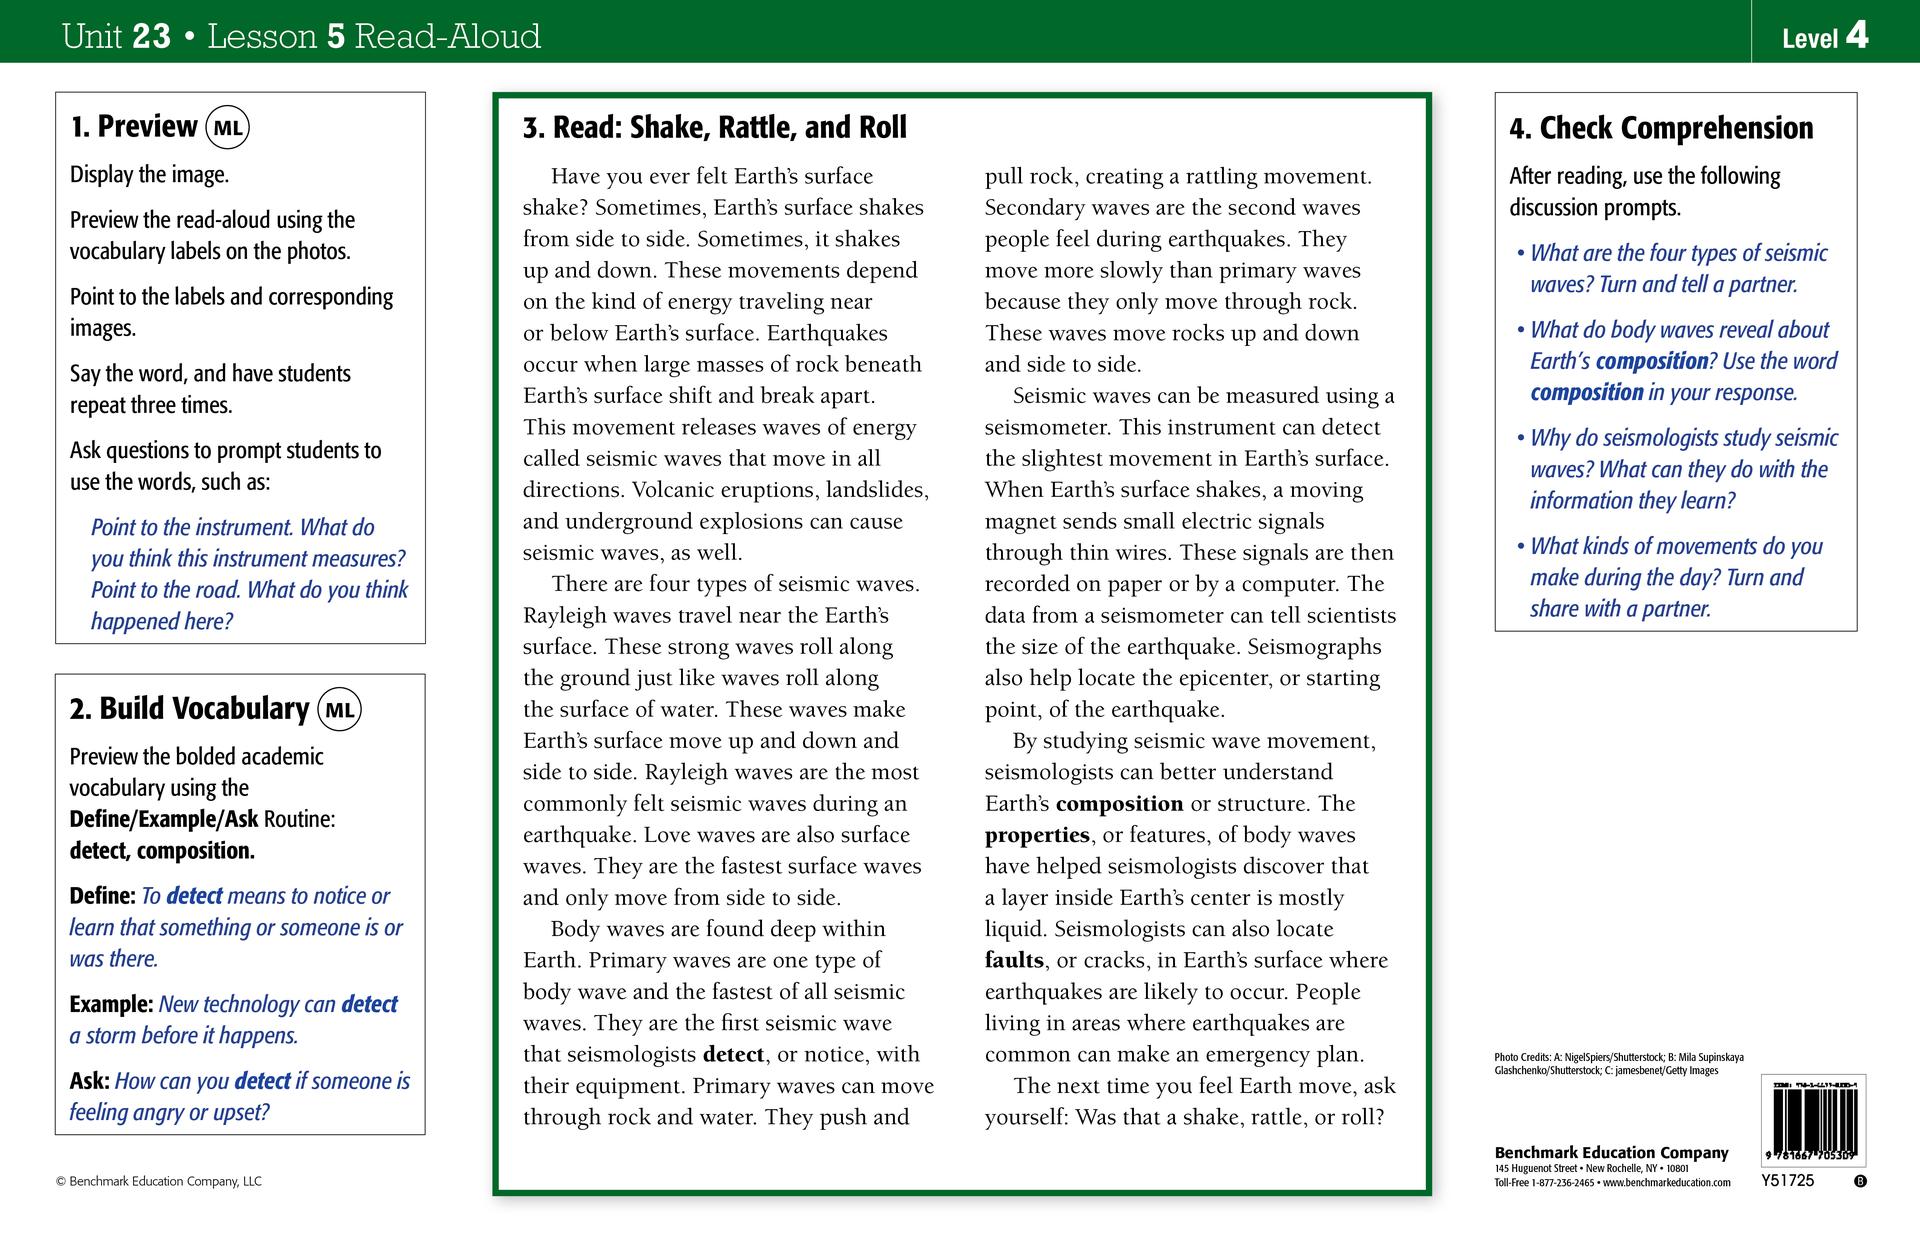 Unit 23 • Lesson 5 Read-Aloud
Level 4
1. Preview ML
Display the image.
Preview the read-aloud using the
vocabulary labels on the photos.
Point to the labels and corresponding
images.
Say the word, and have students
repeat three times.
Ask questions to prompt students to
use the words, such as:
Point to the instrument. What do
you think this instrument measures?
Point to the road. What do you think
happened here?
2. Build Vocabulary ML
Preview the bolded academic
vocabulary using the
Define/Example/Ask Routine:
detect, composition.
Define: To detect means to notice or
learn that something or someone is or
was there.
Example: New technology can detect
a storm before it happens.
Ask: How can you detect if someone is
feeling angry or upset?
© Benchmark Education Company, LLC
3. Read: Shake, Rattle, and Roll
Have you ever felt Earth's surface
shake? Sometimes, Earth's surface shakes
from side to side. Sometimes, it shakes
up and down. These movements depend
on the kind of energy traveling near
or below Earth's surface. Earthquakes
occur when large masses of rock beneath
Earth's surface shift and break apart.
This movement releases waves of energy
called seismic waves that move in all
directions. Volcanic eruptions, landslides,
and underground explosions can cause
seismic waves, as well.
There are four types of seismic waves.
Rayleigh waves travel near the Earth's
surface. These strong waves roll along
the ground just like waves roll along
the surface of water. These waves make
Earth's surface move up and down and
side to side. Rayleigh waves are the most
commonly felt seismic waves during an
earthquake. Love waves are also surface
waves. They are the fastest surface waves
and only move from side to side.
Body waves are found deep within
Earth. Primary waves are one type of
body wave and the fastest of all seismic
waves. They are the first seismic wave
that seismologists detect, or notice, with
their equipment. Primary waves can move
through rock and water. They push and
pull rock, creating a rattling movement.
Secondary waves are the second waves
people feel during earthquakes. They
move more slowly than primary waves
because they only move through rock.
These waves move rocks up and down
and side to side.
Seismic waves can be measured using a
seismometer. This instrument can detect
the slightest movement in Earth's surface.
When Earth's surface shakes, a moving
magnet sends small electric signals
through thin wires. These signals are then
recorded on paper or by a computer. The
data from a seismometer can tell scientists
the size of the earthquake. Seismographs
also help locate the epicenter, or starting
point, of the earthquake.
By studying seismic wave movement,
seismologists can better understand
Earth's composition or structure. The
properties, or features, of body waves
have helped seismologists discover that
a layer inside Earth's center is mostly
liquid. Seismologists can also locate
faults, or cracks, in Earth's surface where
earthquakes are likely to occur. People
living in areas where earthquakes are
common can make an emergency plan.
The next time you feel Earth move, ask
yourself: Was that a shake, rattle, or roll?
4. Check Comprehension
After reading, use the following
discussion prompts.
• What are the four types of seismic
waves? Turn and tell a partner.
• What do body waves reveal about
Earth's composition? Use the word
composition in your response.
• Why do seismologists study seismic
waves? What can they do with the
information they learn?
• What kinds of movements do you
make during the day? Turn and
share with a partner.
Photo Credits: A: NigelSpiers/Shutterstock; B: Mila Supinskaya
Glashchenko/Shutterstock; C: jamesbenet/Getty Images
Benchmark Education Company
145 Huguenot Street • New Rochelle, NY • 10801
Toll-Free 1-877-236-2465 • www.benchmarkeducation.com
9 781667 705309
Y51725
B